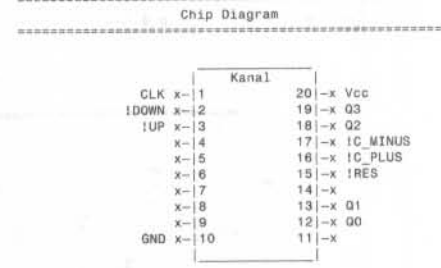 Chip Diagram
================================================
Kanal
CLK x-|1 20|-x Vcc
!DOWN x-|2 19|-x Q3
!UP x-|3 18|-x Q2
x-|4 17|-x !C_MINUS
x-|5 16|-x !C_PLUS
x-|6 15|-x !RES
x-|7 14|-x
x-|8 13|-x Q1
x-|9 12|-x Q0
GND x-|10 11|-x